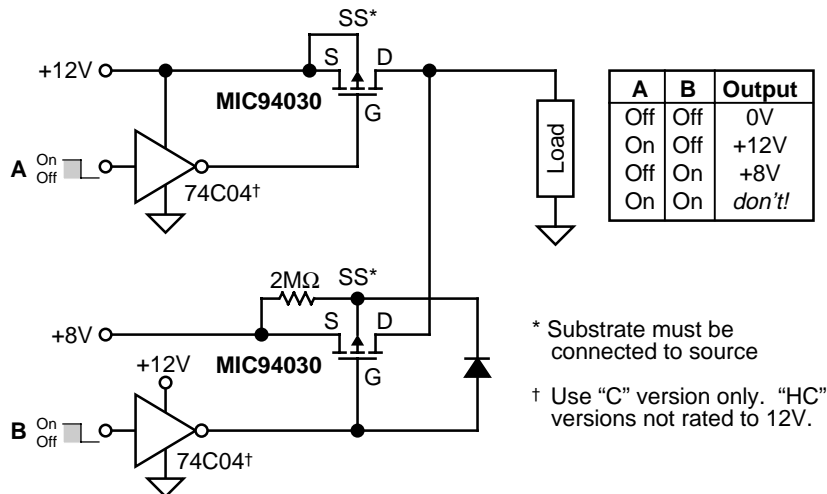 SS*
S D
+12V
MIC94030
G
A On
Off
74C04†
Load
A B Output
Off Off 0V
On Off +12V
Off On +8V
On On don't!
2MΩ SS*
S D
+8V
MIC94030
G
+12V
B On
Off
74C04†
* Substrate must be
connected to source
† Use “C” version only. “HC”
versions not rated to 12V.